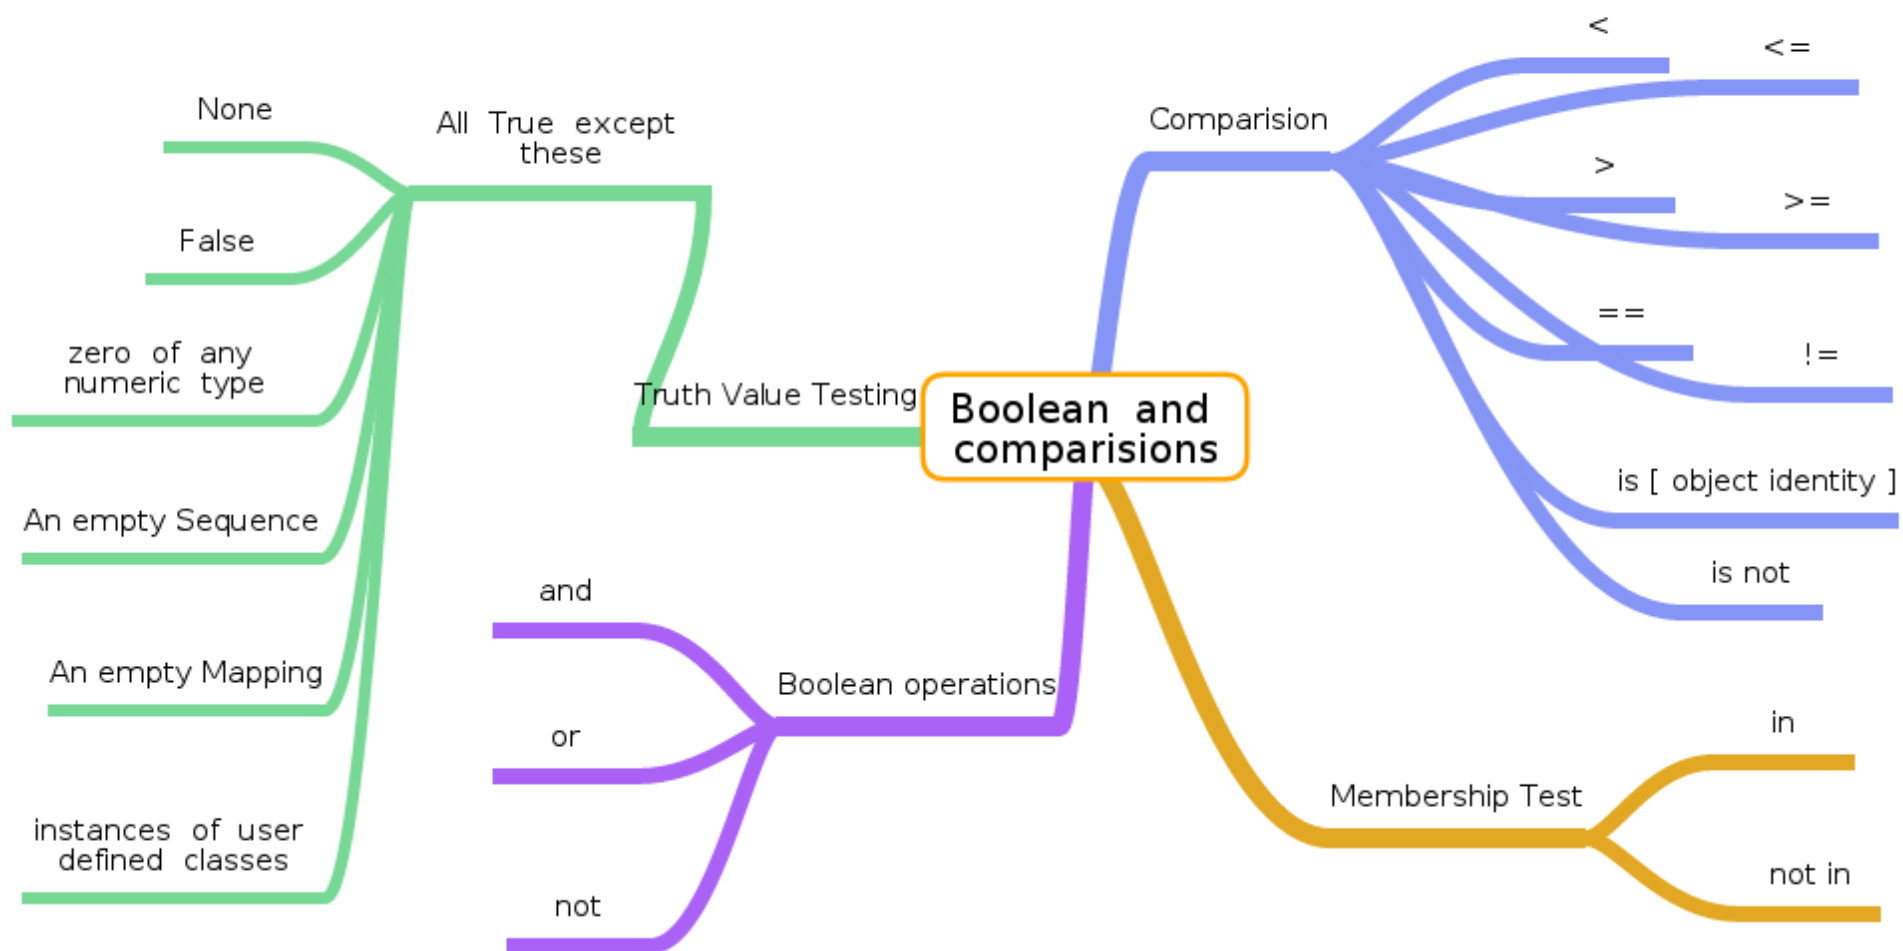 Boolean and
comparisions
Truth Value Testing
All True except
these
None
False
zero of any
numeric type
An empty Sequence
An empty Mapping
instances of user
defined classes
Boolean operations
and
or
not
Comparision
<
<=
>
>=
==
!=
is [ object identity ]
is not
Membership Test
in
not in